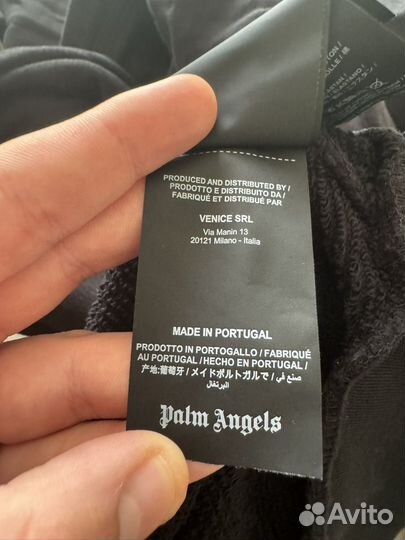 PRODUCED AND DISTRIBUTED BY /
PRODOTTO E DISTRIBUITO DA /
FABRIQUÉ ET DISTRIBUÉ PAR
VENICE SRL
Via Manin 13
20121 Milano - Italia
MADE IN PORTUGAL
PRODOTTO IN PORTOGALLO / FABRIQUÉ
AU PORTUGAL / HECHO EN PORTUGAL
/ 产地:葡萄牙 / メイドポルトガルで / صنع في
البرتغال
Palm Angels
Avito